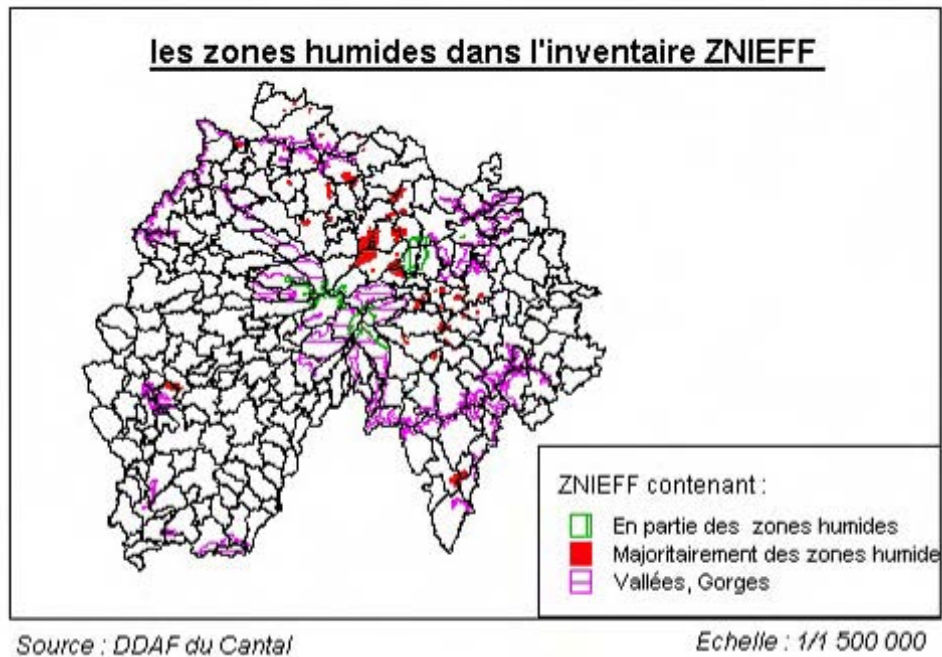 les zones humides dans l'inventaire ZNIEFF
ZNIEFF contenant :
En partie des zones humides
Majoritairement des zones humide
Vallées, Gorges
Source : DDAF du Cantal
Echelle : 1/1 500 000